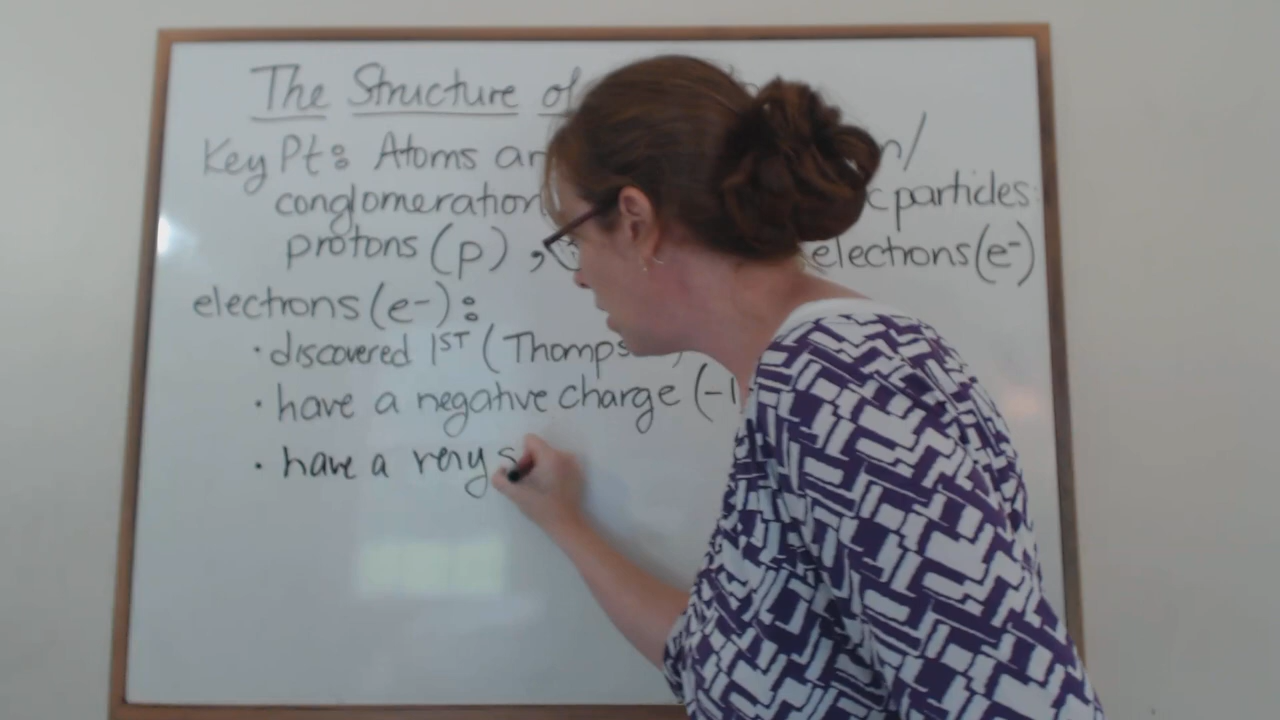 The Structure of
Key Pt: Atoms are n/
conglomeration c particles:
protons (p), electrons (e-)
electrons (e-):
• discovered 1ST (Thomps
• have a negative charge (-1
• have a very s